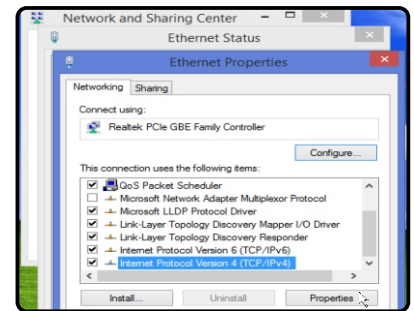 Network and Sharing Center
Ethernet Status
Ethernet Properties
Networking Sharing
Connect using:
Realtek PCIe GBE Family Controller
Configure...
This connection uses the following items:
QoS Packet Scheduler
Microsoft Network Adapter Multiplexor Protocol
Microsoft LLDP Protocol Driver
Link-Layer Topology Discovery Mapper I/O Driver
Link-Layer Topology Discovery Responder
Internet Protocol Version 6 (TCP/IPv6)
Internet Protocol Version 4 (TCP/IPv4)
Install... Uninstall Properties